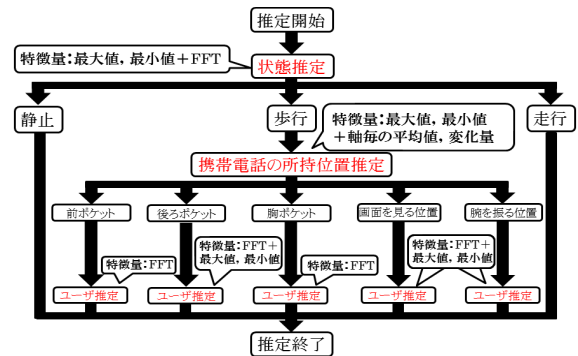 推定開始
特徴量:最大値, 最小値+FFT
状態推定
静止
歩行
走行
特徴量:最大値, 最小値
+軸毎の平均値, 変化量
携帯電話の所持位置推定
前ポケット
後ろポケット
胸ポケット
画面を見る位置
腕を振る位置
特徴量:FFT
特徴量:FFT+
最大値, 最小値
特徴量:FFT
特徴量:FFT+
最大値, 最小値
ユーザ推定
ユーザ推定
ユーザ推定
ユーザ推定
ユーザ推定
推定終了